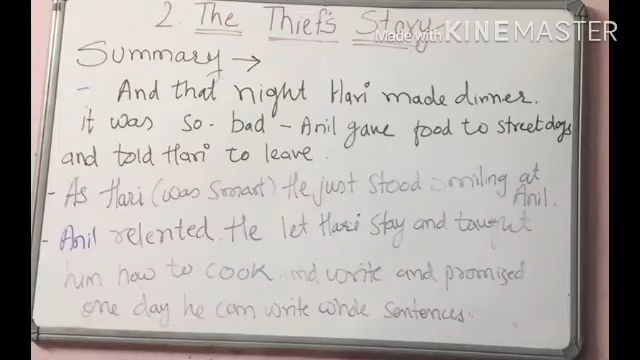 2. The Thief's Story
Made with KINEMASTER
Summary →
- And that night Hari made dinner.
it was so bad - Anil gave food to streetdogs
and told Hari to leave.
- As Hari (was Smart) He just stood smiling at
Anil.
- Anil relented. He let Hari stay and taught
him how to cook and write and promized
one day he can write whole sentences.